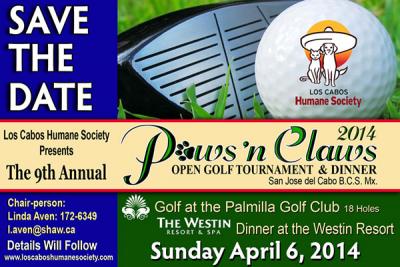 SAVE
THE
DATE
LOS CABOS
Humane Society
Los Cabos Humane Society
Presents
The 9th Annual
2014
Paws 'n Claws
OPEN GOLF TOURNAMENT & DINNER
San Jose del Cabo B.C.S. Mx.
Chair-person:
Linda Aven: 172-6349
l.aven@shaw.ca
Details Will Follow
www.loscaboshumanesociety.com
Golf at the Palmilla Golf Club 18 Holes
THE WESTIN
RESORT & SPA
Dinner at the Westin Resort
Sunday April 6, 2014